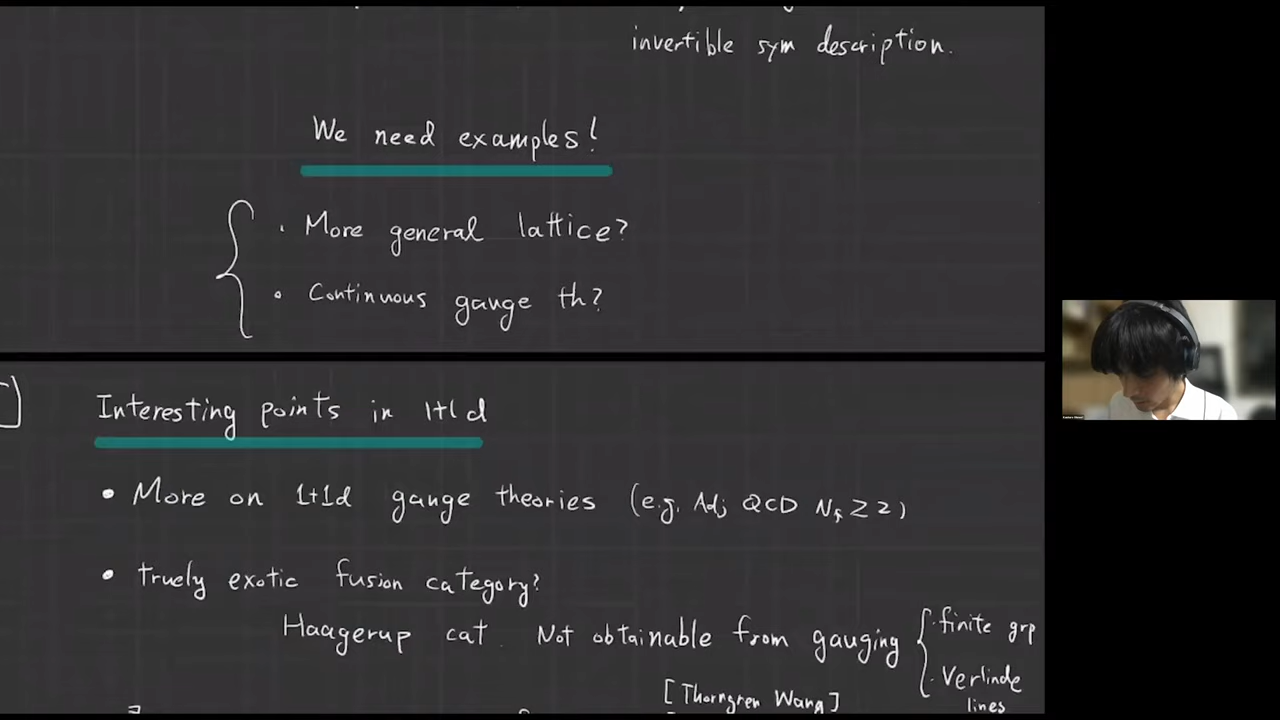 invertible sym description.
We need examples!
· More general lattice?
• Continuous gauge th?
Interesting points in 1+1 d
• More on 1+1d gauge theories (e.g. Adj QCD Nf ≥ 2)
• truely exotic fusion category?
Haagerup cat. Not obtainable from gauging { · finite grp
· Verlinde lines
[Thorngren Wang]